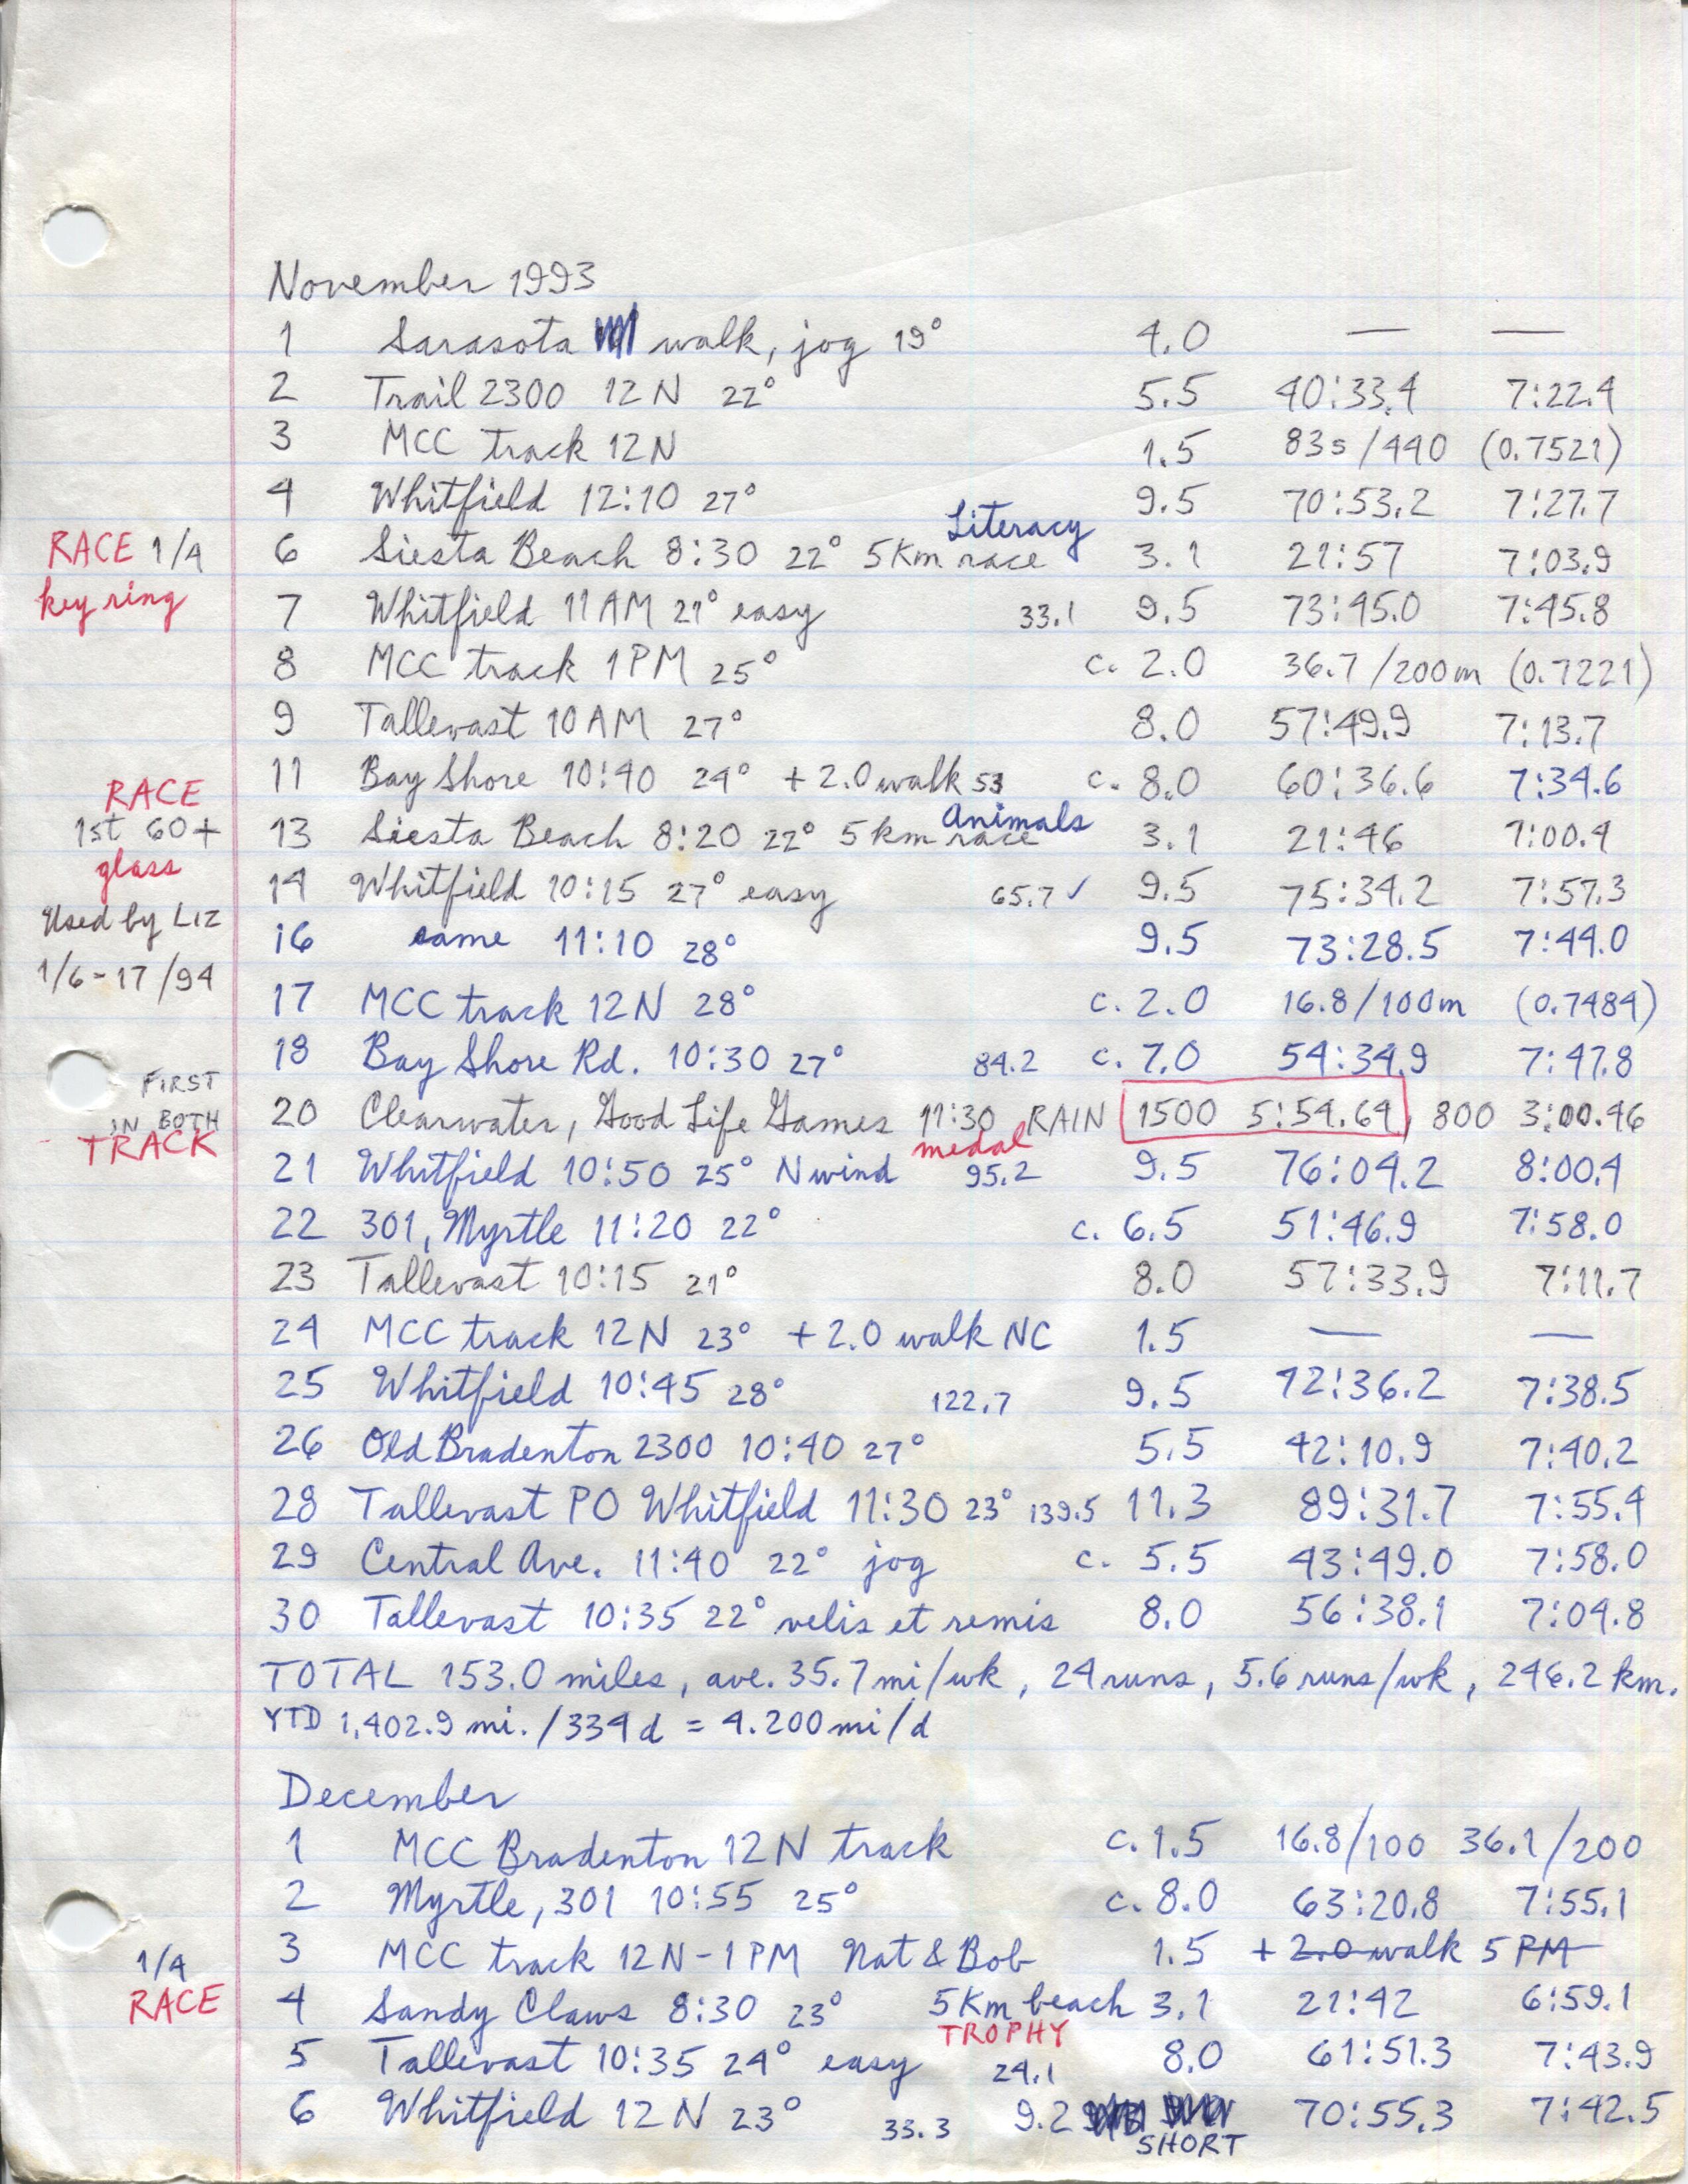 November 1993
1 Sarasota walk, jog 19° 4.0 — —
2 Trail 2300 12N 22° 5.5 40:33.4 7:22.4
3 MCC track 12N 1.5 83s/440 (0.7521)
4 Whitfield 12:10 27° 9.5 70:53.2 7:27.7
Literacy
RACE 1/4 6 Siesta Beach 8:30 22° 5Km race 3.1 21:57 7:03.9
key ring 7 Whitfield 11AM 21° easy 33.1 9.5 73:45.0 7:45.8
8 MCC track 1PM 25° c. 2.0 36.7/200m (0.7221)
9 Tallevast 10AM 27° 8.0 57:49.9 7:13.7
11 Bay Shore 10:40 24° + 2.0 walk 53 c. 8.0 60:36.6 7:34.6
RACE
Animals
1st 60+ 13 Siesta Beach 8:20 22° 5km race 3.1 21:46 7:00.4
glass 14 Whitfield 10:15 27° easy 65.7 ✓ 9.5 75:34.2 7:57.3
Used by LIZ 16 same 11:10 28° 9.5 73:28.5 7:44.0
1/6-17/94
17 MCC track 12N 28° c. 2.0 16.8/100m (0.7484)
18 Bay Shore Rd. 10:30 27° 84.2 c. 7.0 54:34.9 7:47.8
FIRST
IN BOTH 20 Clearwater, Good Life Games 11:30 RAIN 1500 5:54.64, 800 3:00.46
TRACK medal
21 Whitfield 10:50 25° N wind 95.2 9.5 76:04.2 8:00.4
22 301, Myrtle 11:20 22° c. 6.5 51:46.9 7:58.0
23 Tallevast 10:15 21° 8.0 57:33.9 7:11.7
24 MCC track 12N 23° + 2.0 walk NC 1.5 — —
25 Whitfield 10:45 28° 122.7 9.5 72:36.2 7:38.5
26 Old Bradenton 2300 10:40 27° 5.5 42:10.9 7:40.2
28 Tallevast PO Whitfield 11:30 23° 139.5 11.3 89:31.7 7:55.4
29 Central Ave. 11:40 22° jog c. 5.5 43:49.0 7:58.0
30 Tallevast 10:35 22° velis et remis 8.0 56:38.1 7:04.8
TOTAL 153.0 miles, ave. 35.7 mi/wk, 24 runs, 5.6 runs/wk, 246.2 km.
YTD 1,402.9 mi./334d = 4.200 mi/d
December
1 MCC Bradenton 12N track c. 1.5 16.8/100 36.1/200
2 Myrtle, 301 10:55 25° c. 8.0 63:20.8 7:55.1
3 MCC track 12N-1PM Nat & Bob 1.5 + 2.0 walk 5 PM
1/4
RACE 4 Sandy Claws 8:30 23° 5Km beach 3.1 21:42 6:59.1
TROPHY
5 Tallevast 10:35 24° easy 24.1 8.0 61:51.3 7:43.9
6 Whitfield 12N 23° 33.3 9.2 70:55.3 7:42.5
SHORT